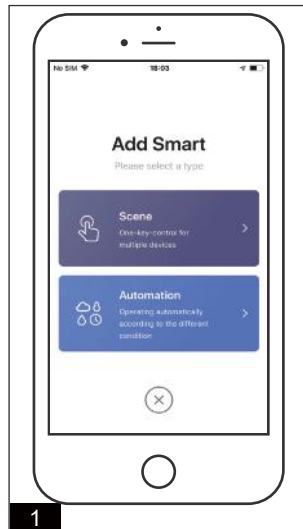 No SIM 18:03
Add Smart
Please select a type
Scene
One-key-control for
multiple devices
Automation
Operating automatically
according to the different
condition
1